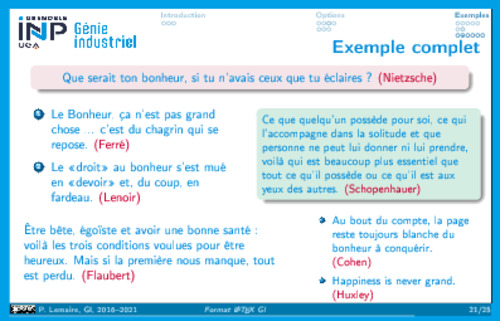 GRENOBLE
INP
UGA
Génie
industriel
Introduction
Options
Exemples
Exemple complet
Que serait ton bonheur, si tu n'avais ceux que tu éclaires ? (Nietzsche)
1 Le Bonheur, ça n'est pas grand
chose ... c'est du chagrin qui se
repose. (Ferré)
2 Le «droit» au bonheur s'est mué
en «devoir» et, du coup, en
fardeau. (Lenoir)
Être bête, égoïste et avoir une bonne santé :
voilà les trois conditions voulues pour être
heureux. Mais si la première nous manque, tout
est perdu. (Flaubert)
Ce que quelqu'un possède pour soi, ce qui
l'accompagne dans la solitude et que
personne ne peut lui donner ni lui prendre,
voilà qui est beaucoup plus essentiel que
tout ce qu'il possède ou ce qu'il est aux
yeux des autres. (Schopenhauer)
Au bout du compte, la page
reste toujours blanche du
bonheur à conquérir.
(Cohen)
Happiness is never grand.
(Huxley)
P. Lemaire, GI, 2016–2021
Format LATEX GI
21/25